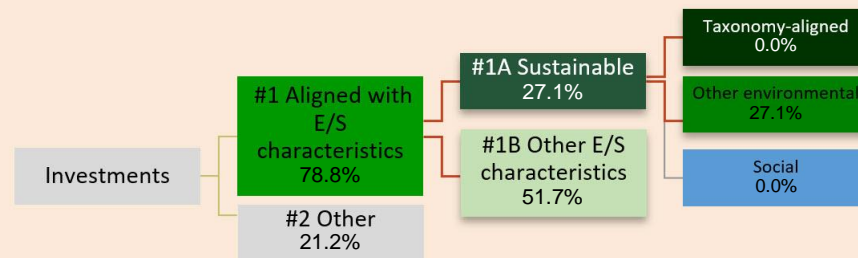 Investments
#1 Aligned with
E/S
characteristics
78.8%
#2 Other
21.2%
#1A Sustainable
27.1%
#1B Other E/S
characteristics
51.7%
Taxonomy-aligned
0.0%
Other environmental
27.1%
Social
0.0%